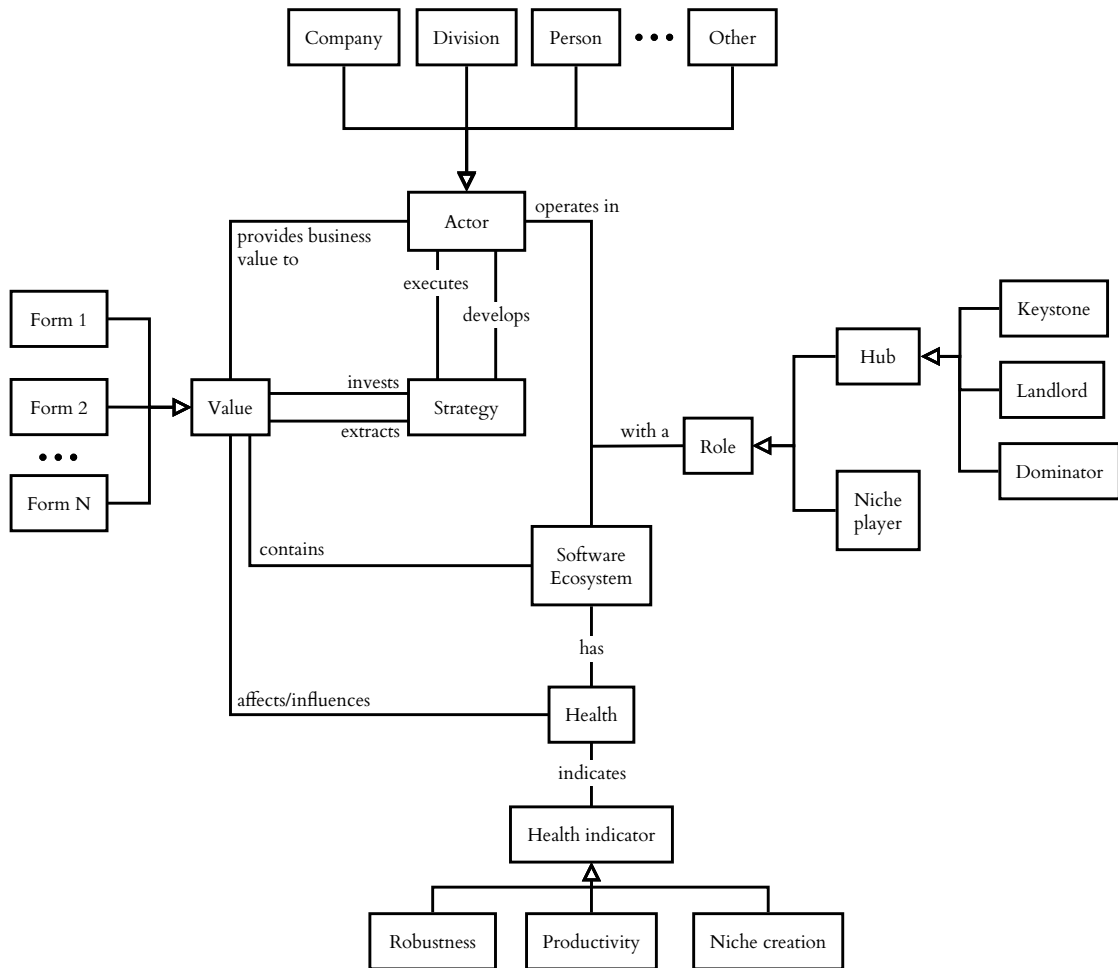 Company
Division
Person
•••
Other
Actor
operates in
provides business
value to
executes
develops
Form 1
Form 2
•••
Form N
Value
invests
extracts
Strategy
with a
Role
Hub
Niche
player
Keystone
Landlord
Dominator
contains
Software
Ecosystem
has
affects/influences
Health
indicates
Health indicator
Robustness
Productivity
Niche creation